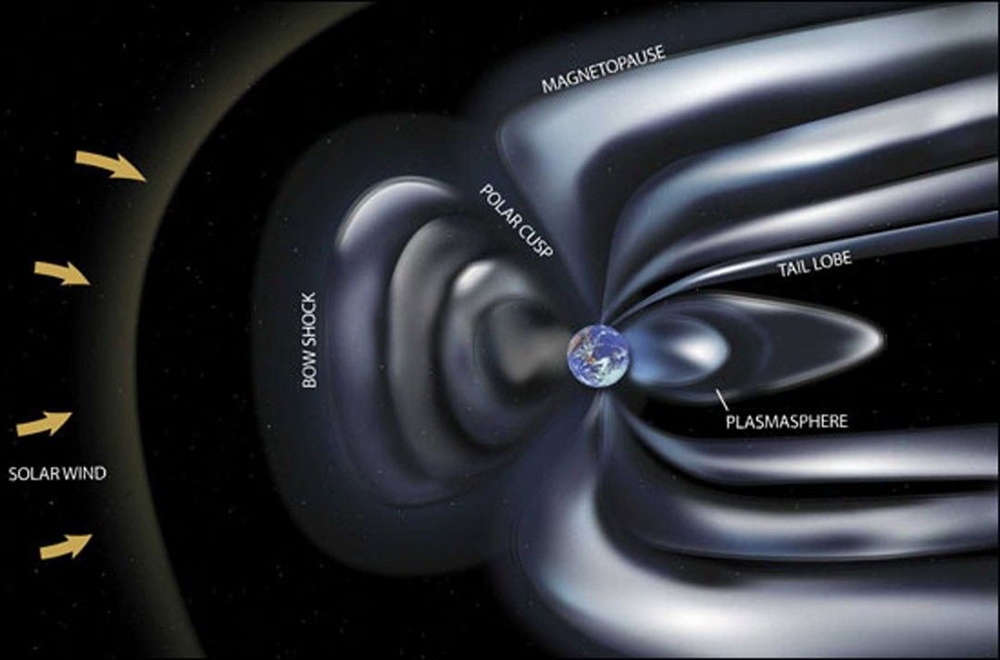 MAGNETOPAUSE
POLAR CUSP
TAIL LOBE
BOW SHOCK
PLASMASPHERE
SOLAR WIND